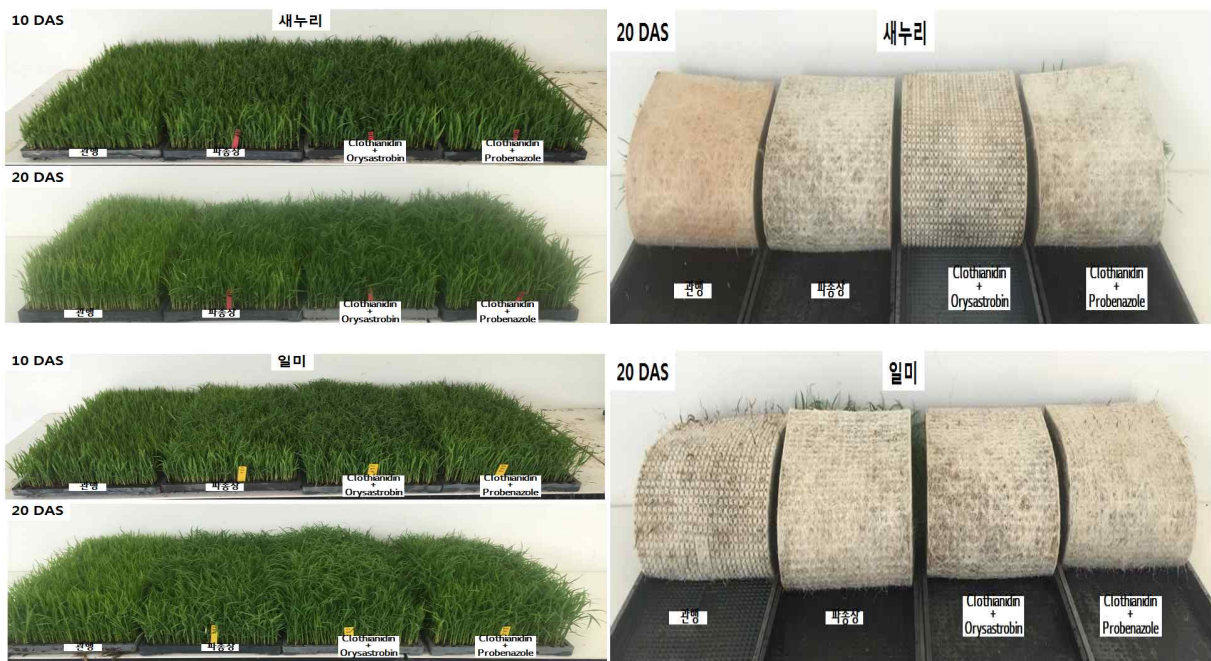 10 DAS
새누리
관행
파종상
Clothianidin
+
Orysastrobin
Clothianidin
+
Probenazole
20 DAS
관행
파종상
Clothianidin
+
Orysastrobin
Clothianidin
+
Probenazole
20 DAS
새누리
관행
파종상
Clothianidin
+
Orysastrobin
Clothianidin
+
Probenazole
10 DAS
일미
관행
파종상
Clothianidin
+
Orysastrobin
Clothianidin
+
Probenazole
20 DAS
관행
파종상
Clothianidin
+
Orysastrobin
Clothianidin
+
Probenazole
20 DAS
일미
관행
파종상
Clothianidin
+
Orysastrobin
Clothianidin
+
Probenazole